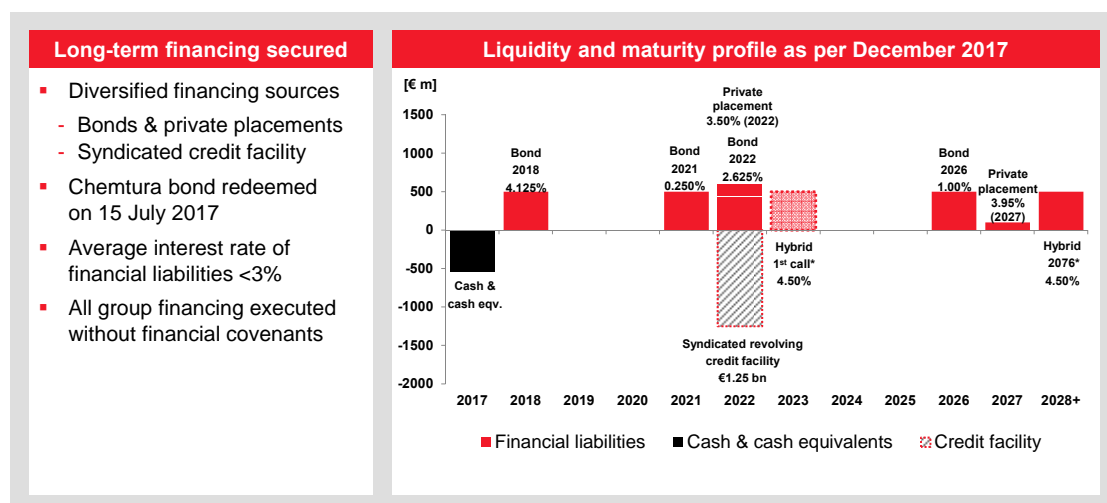 Long-term financing secured
▪ Diversified financing sources
- Bonds & private placements
- Syndicated credit facility
▪ Chemtura bond redeemed
on 15 July 2017
▪ Average interest rate of
financial liabilities <3%
▪ All group financing executed
without financial covenants
Liquidity and maturity profile as per December 2017
[€ m]
1500
1000
500
0
-500
-1000
-1500
-2000
Cash &
cash eqv.
Bond
2018
4.125%
Bond
2021
0.250%
Private
placement
3.50% (2022)
Bond
2022
2.625%
Syndicated revolving
credit facility
€1.25 bn
Hybrid
1st call*
4.50%
Bond
2026
1.00%
Private
placement
3.95%
(2027)
Hybrid
2076*
4.50%
2017 2018 2019 2020 2021 2022 2023 2024 2025 2026 2027 2028+
Financial liabilities Cash & cash equivalents Credit facility